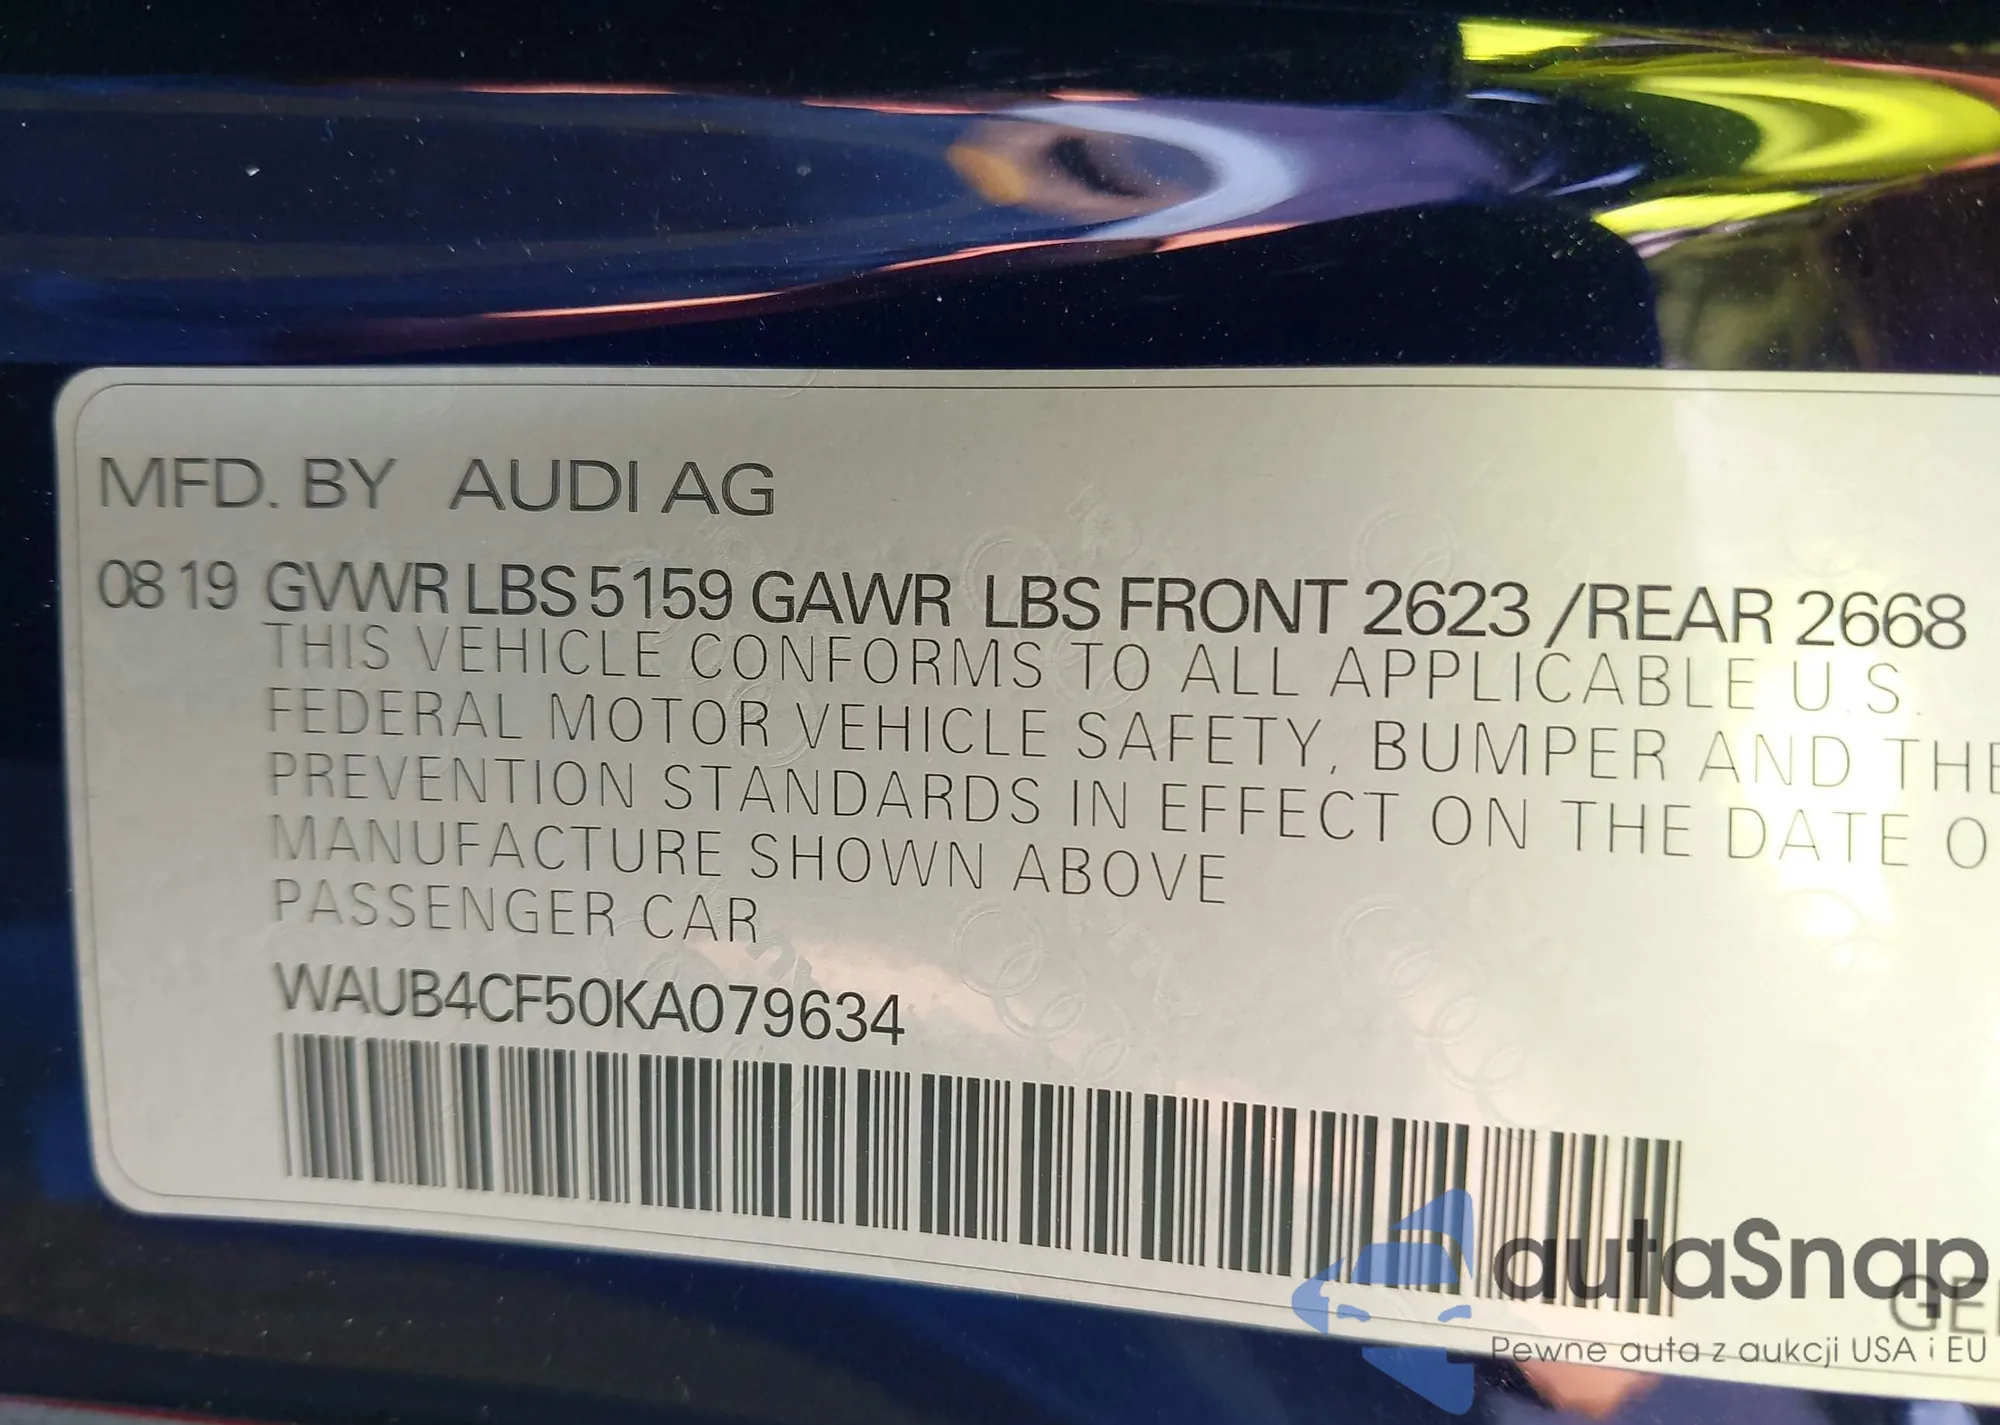 MFD. BY AUDI AG
08 19 GVWR LBS 5159 GAWR LBS FRONT 2623 /REAR 2668
THIS VEHICLE CONFORMS TO ALL APPLICABLE U.S.
FEDERAL MOTOR VEHICLE SAFETY, BUMPER AND THE
PREVENTION STANDARDS IN EFFECT ON THE DATE O
MANUFACTURE SHOWN ABOVE
PASSENGER CAR
WAUB4CF50KA079634
autaSnap
GE
Pewne auta z aukcji USA i EU